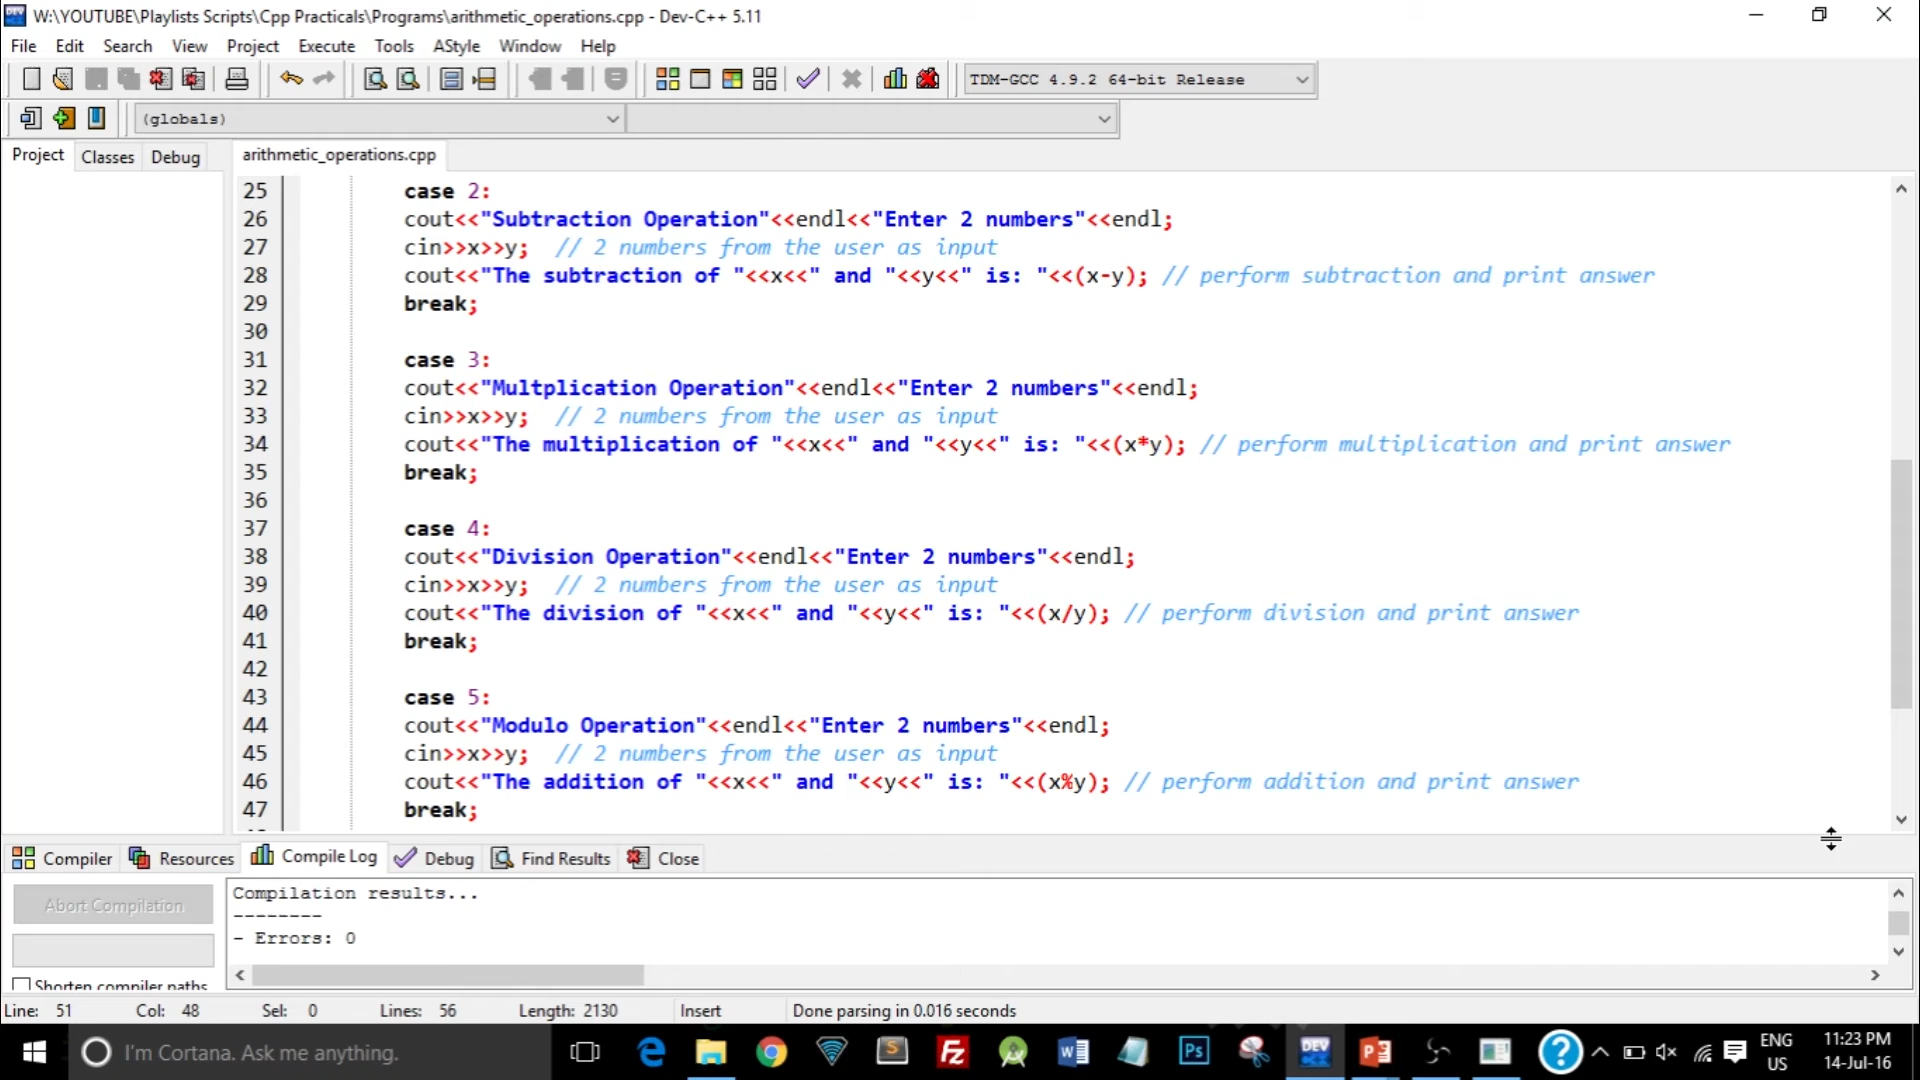 W:\YOUTUBE\Playlists Scripts\Cpp Practicals\Programs\arithmetic_operations.cpp - Dev-C++ 5.11
File Edit Search View Project Execute Tools AStyle Window Help
TDM-GCC 4.9.2 64-bit Release
(globals)
Project Classes Debug arithmetic_operations.cpp
25 case 2:
26 cout<<"Subtraction Operation"<<endl<<"Enter 2 numbers"<<endl;
27 cin>>x>>y; // 2 numbers from the user as input
28 cout<<"The subtraction of "<<x<<" and "<<y<<" is: "<<(x-y); // perform subtraction and print answer
29 break;
30
31 case 3:
32 cout<<"Multplication Operation"<<endl<<"Enter 2 numbers"<<endl;
33 cin>>x>>y; // 2 numbers from the user as input
34 cout<<"The multiplication of "<<x<<" and "<<y<<" is: "<<(x*y); // perform multiplication and print answer
35 break;
36
37 case 4:
38 cout<<"Division Operation"<<endl<<"Enter 2 numbers"<<endl;
39 cin>>x>>y; // 2 numbers from the user as input
40 cout<<"The division of "<<x<<" and "<<y<<" is: "<<(x/y); // perform division and print answer
41 break;
42
43 case 5:
44 cout<<"Modulo Operation"<<endl<<"Enter 2 numbers"<<endl;
45 cin>>x>>y; // 2 numbers from the user as input
46 cout<<"The addition of "<<x<<" and "<<y<<" is: "<<(x%y); // perform addition and print answer
47 break;
Compiler Resources Compile Log Debug Find Results Close
Abort Compilation
Compilation results...
--------
- Errors: 0
Shorten compiler paths
Line: 51 Col: 48 Sel: 0 Lines: 56 Length: 2130 Insert Done parsing in 0.016 seconds
I'm Cortana. Ask me anything.
ENG
US
11:23 PM
14-Jul-16